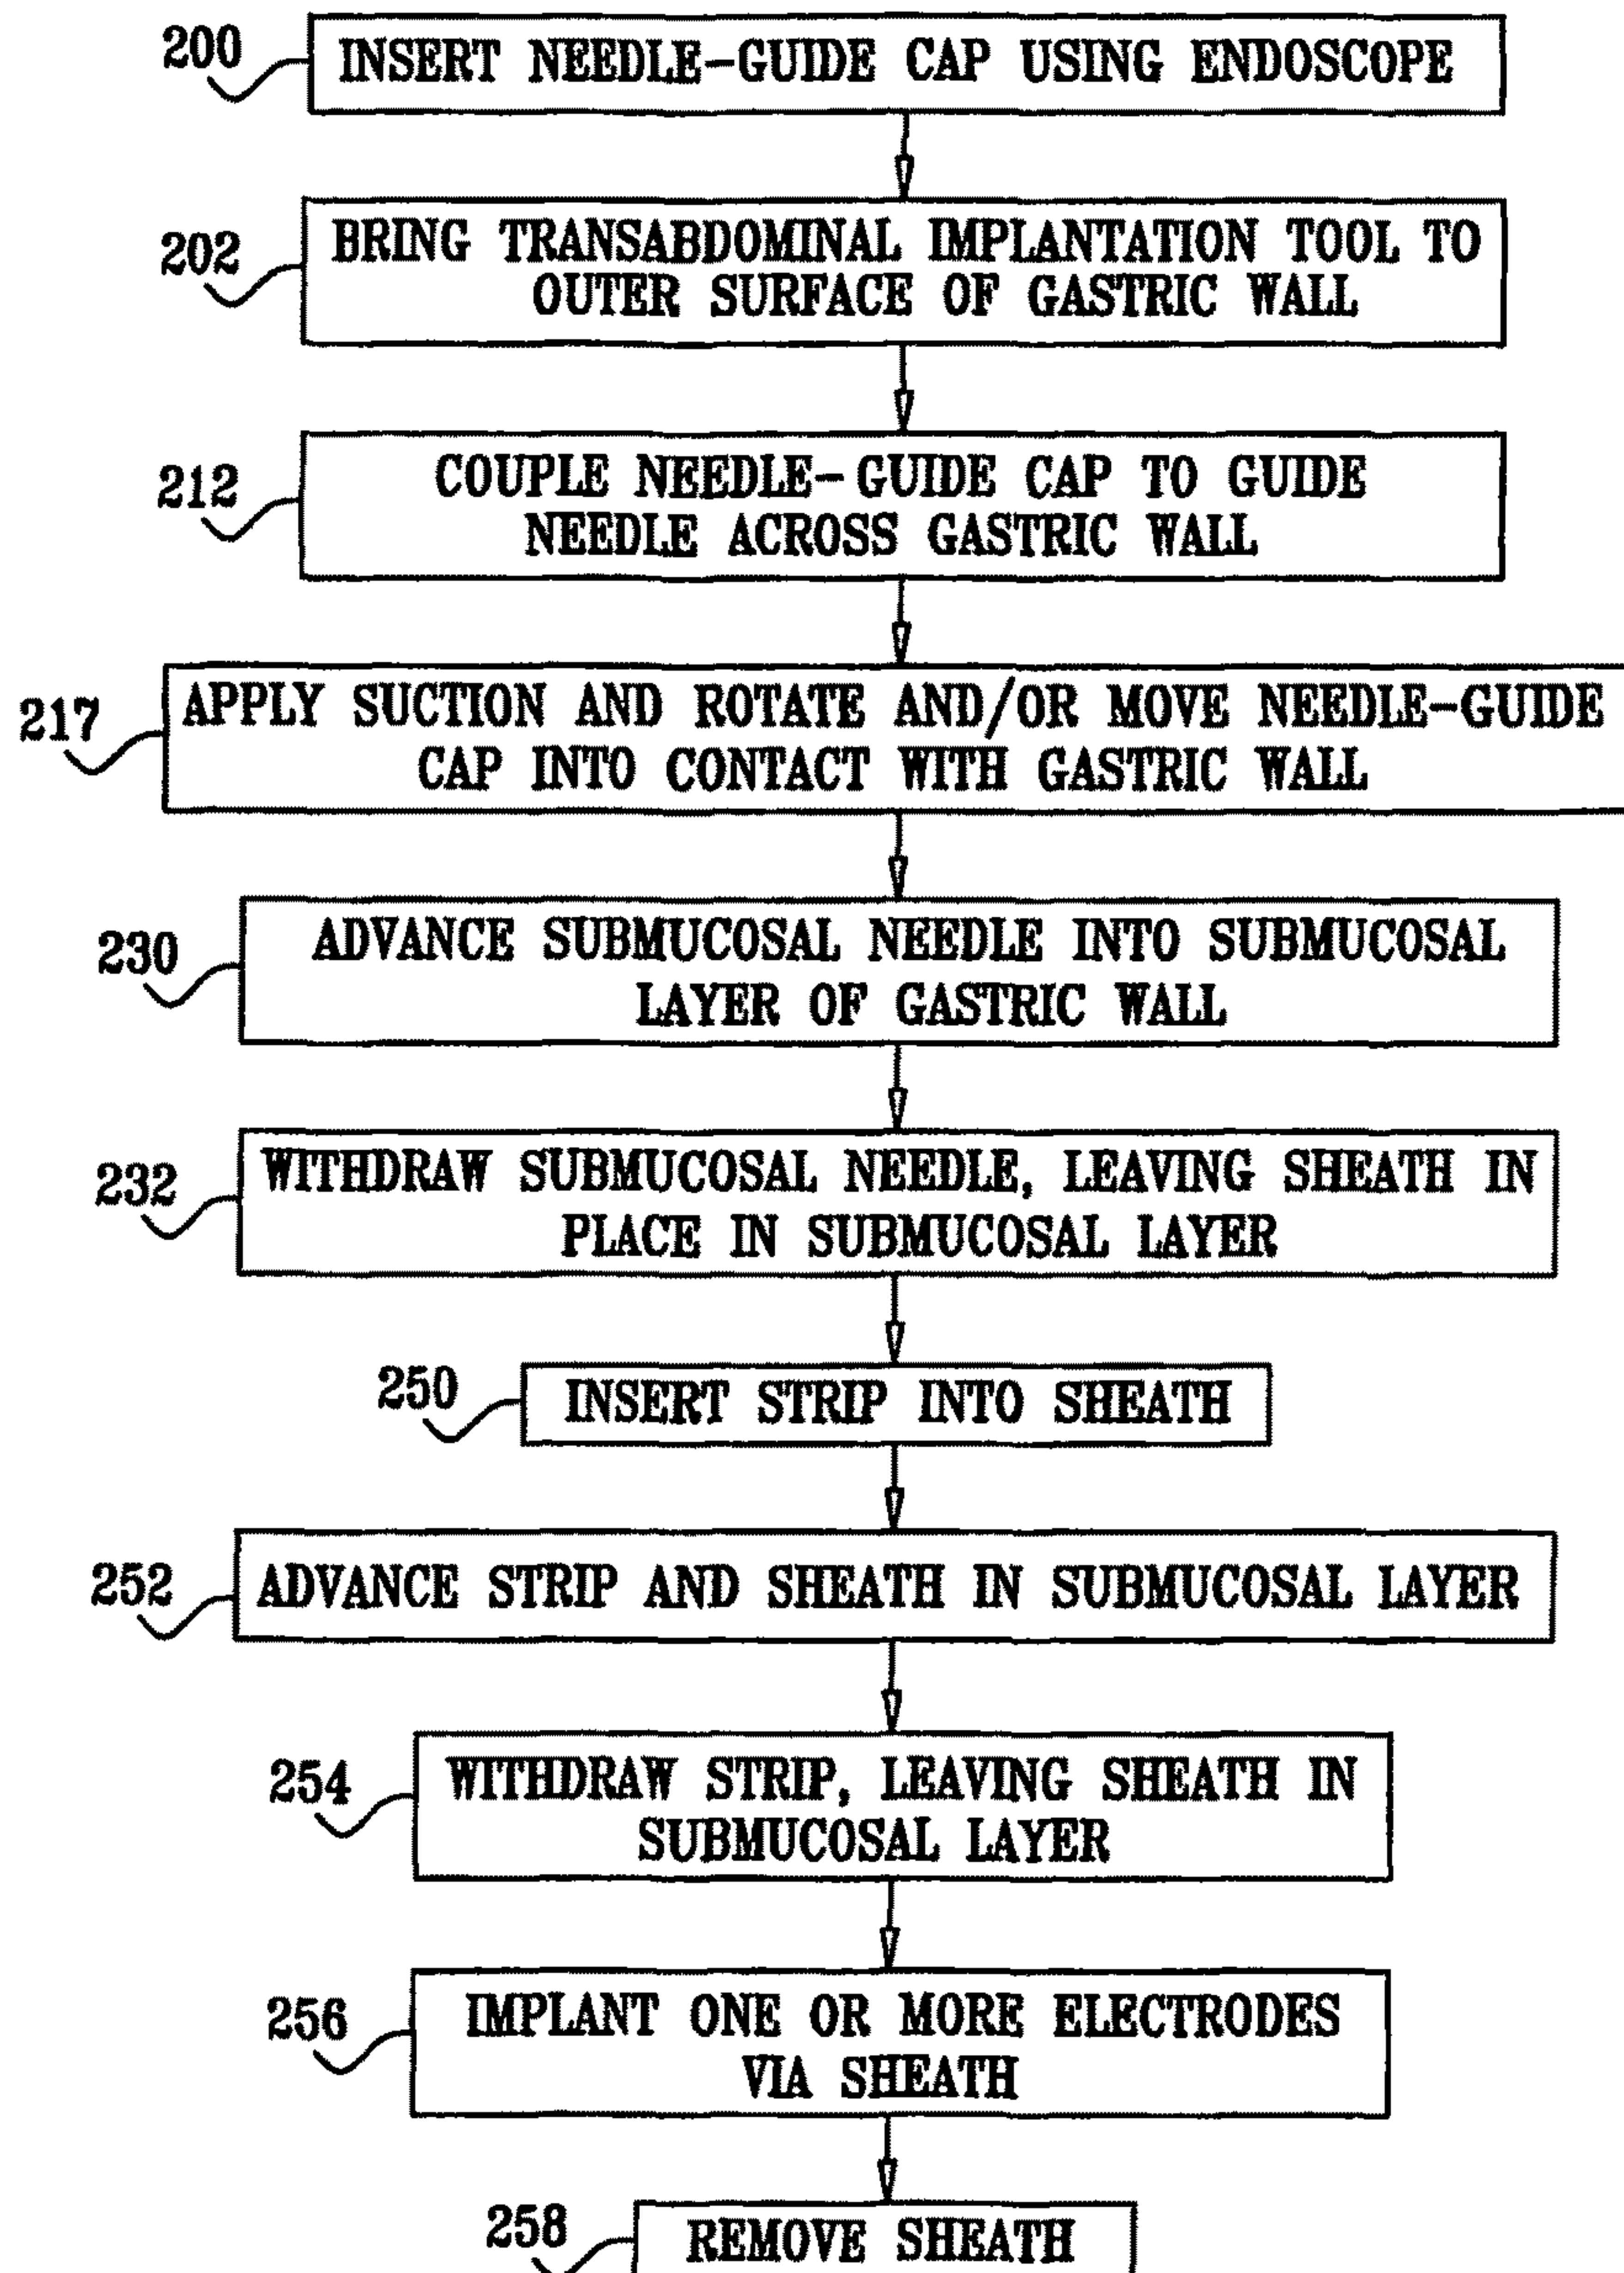 200
INSERT NEEDLE-GUIDE CAP USING ENDOSCOPE
202
BRING TRANSABDOMINAL IMPLANTATION TOOL TO
OUTER SURFACE OF GASTRIC WALL
212
COUPLE NEEDLE-GUIDE CAP TO GUIDE
NEEDLE ACROSS GASTRIC WALL
217
APPLY SUCTION AND ROTATE AND/OR MOVE NEEDLE-GUIDE
CAP INTO CONTACT WITH GASTRIC WALL
230
ADVANCE SUBMUCOSAL NEEDLE INTO SUBMUCOSAL
LAYER OF GASTRIC WALL
232
WITHDRAW SUBMUCOSAL NEEDLE, LEAVING SHEATH IN
PLACE IN SUBMUCOSAL LAYER
250
INSERT STRIP INTO SHEATH
252
ADVANCE STRIP AND SHEATH IN SUBMUCOSAL LAYER
254
WITHDRAW STRIP, LEAVING SHEATH IN
SUBMUCOSAL LAYER
256
IMPLANT ONE OR MORE ELECTRODES
VIA SHEATH
258
REMOVE SHEATH